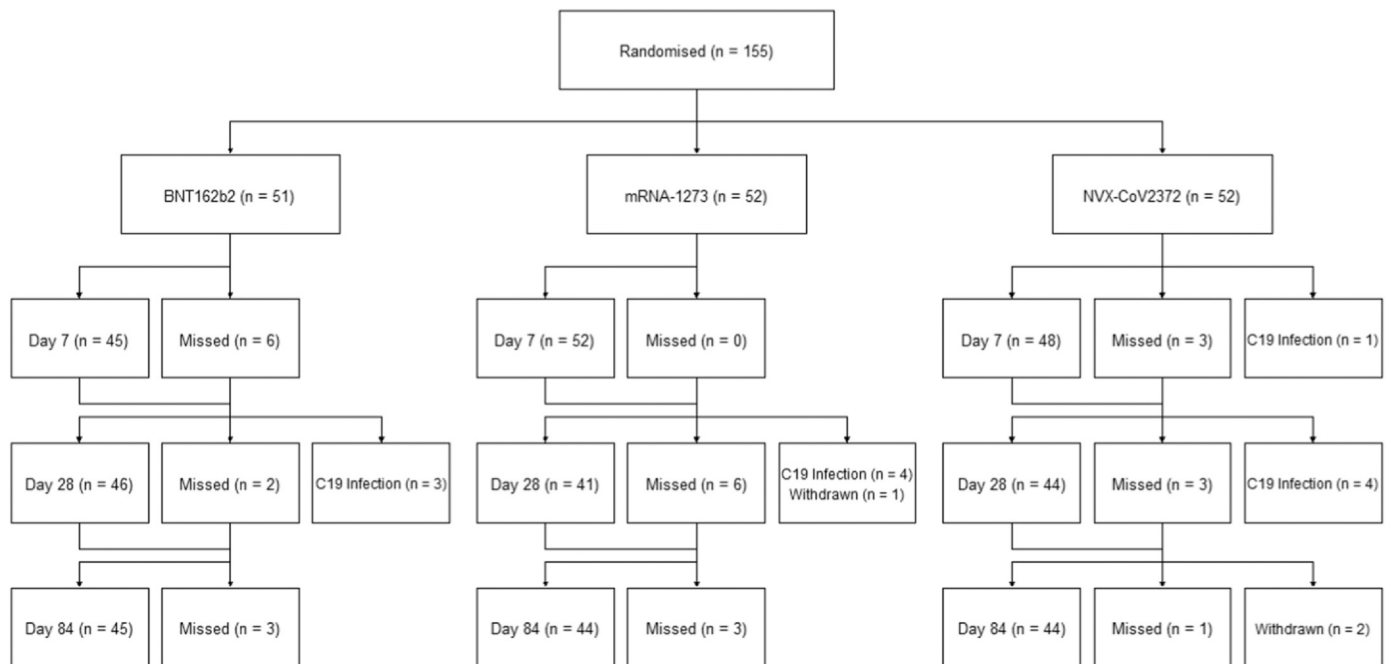 Randomised (n = 155)
BNT162b2 (n = 51)
mRNA-1273 (n = 52)
NVX-CoV2372 (n = 52)
Day 7 (n = 45)
Missed (n = 6)
Day 7 (n = 52)
Missed (n = 0)
Day 7 (n = 48)
Missed (n = 3)
C19 Infection (n = 1)
Day 28 (n = 46)
Missed (n = 2)
C19 Infection (n = 3)
Day 28 (n = 41)
Missed (n = 6)
C19 Infection (n = 4)
Withdrawn (n = 1)
Day 28 (n = 44)
Missed (n = 3)
C19 Infection (n = 4)
Day 84 (n = 45)
Missed (n = 3)
Day 84 (n = 44)
Missed (n = 3)
Day 84 (n = 44)
Missed (n = 1)
Withdrawn (n = 2)